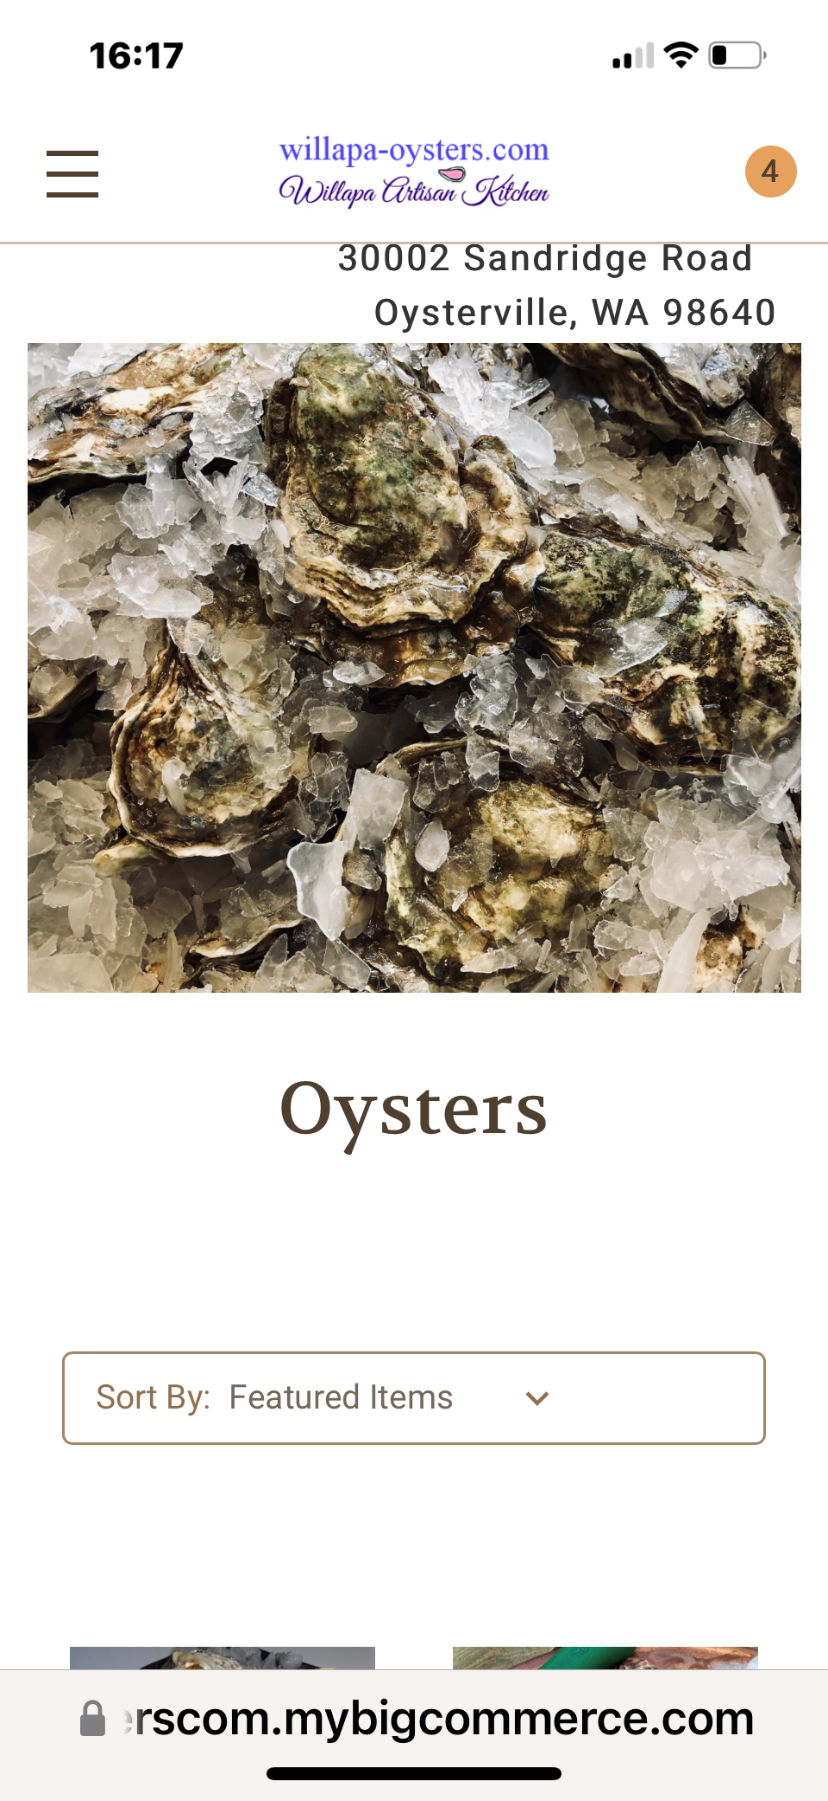 16:17
willapa-oysters.com
Willapa Artisan Kitchen
4
30002 Sandridge Road
Oysterville, WA 98640
Oysters
Sort By: Featured Items
erscom.mybigcommerce.com